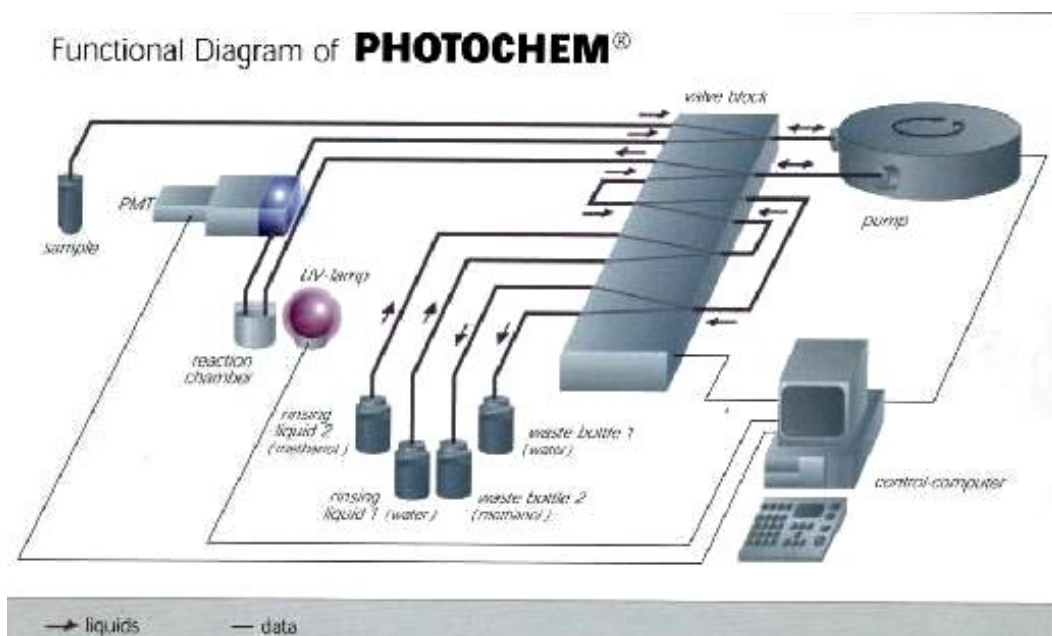 Functional Diagram of PHOTOCHEM®
valve block
PMT
pump
sample
UV-lamp
reaction
chamber
rinsing
liquid 2
(methanol)
waste bottle 1
(water)
control-computer
rinsing
liquid 1 (water)
waste bottle 2
(methanol)
liquids
data